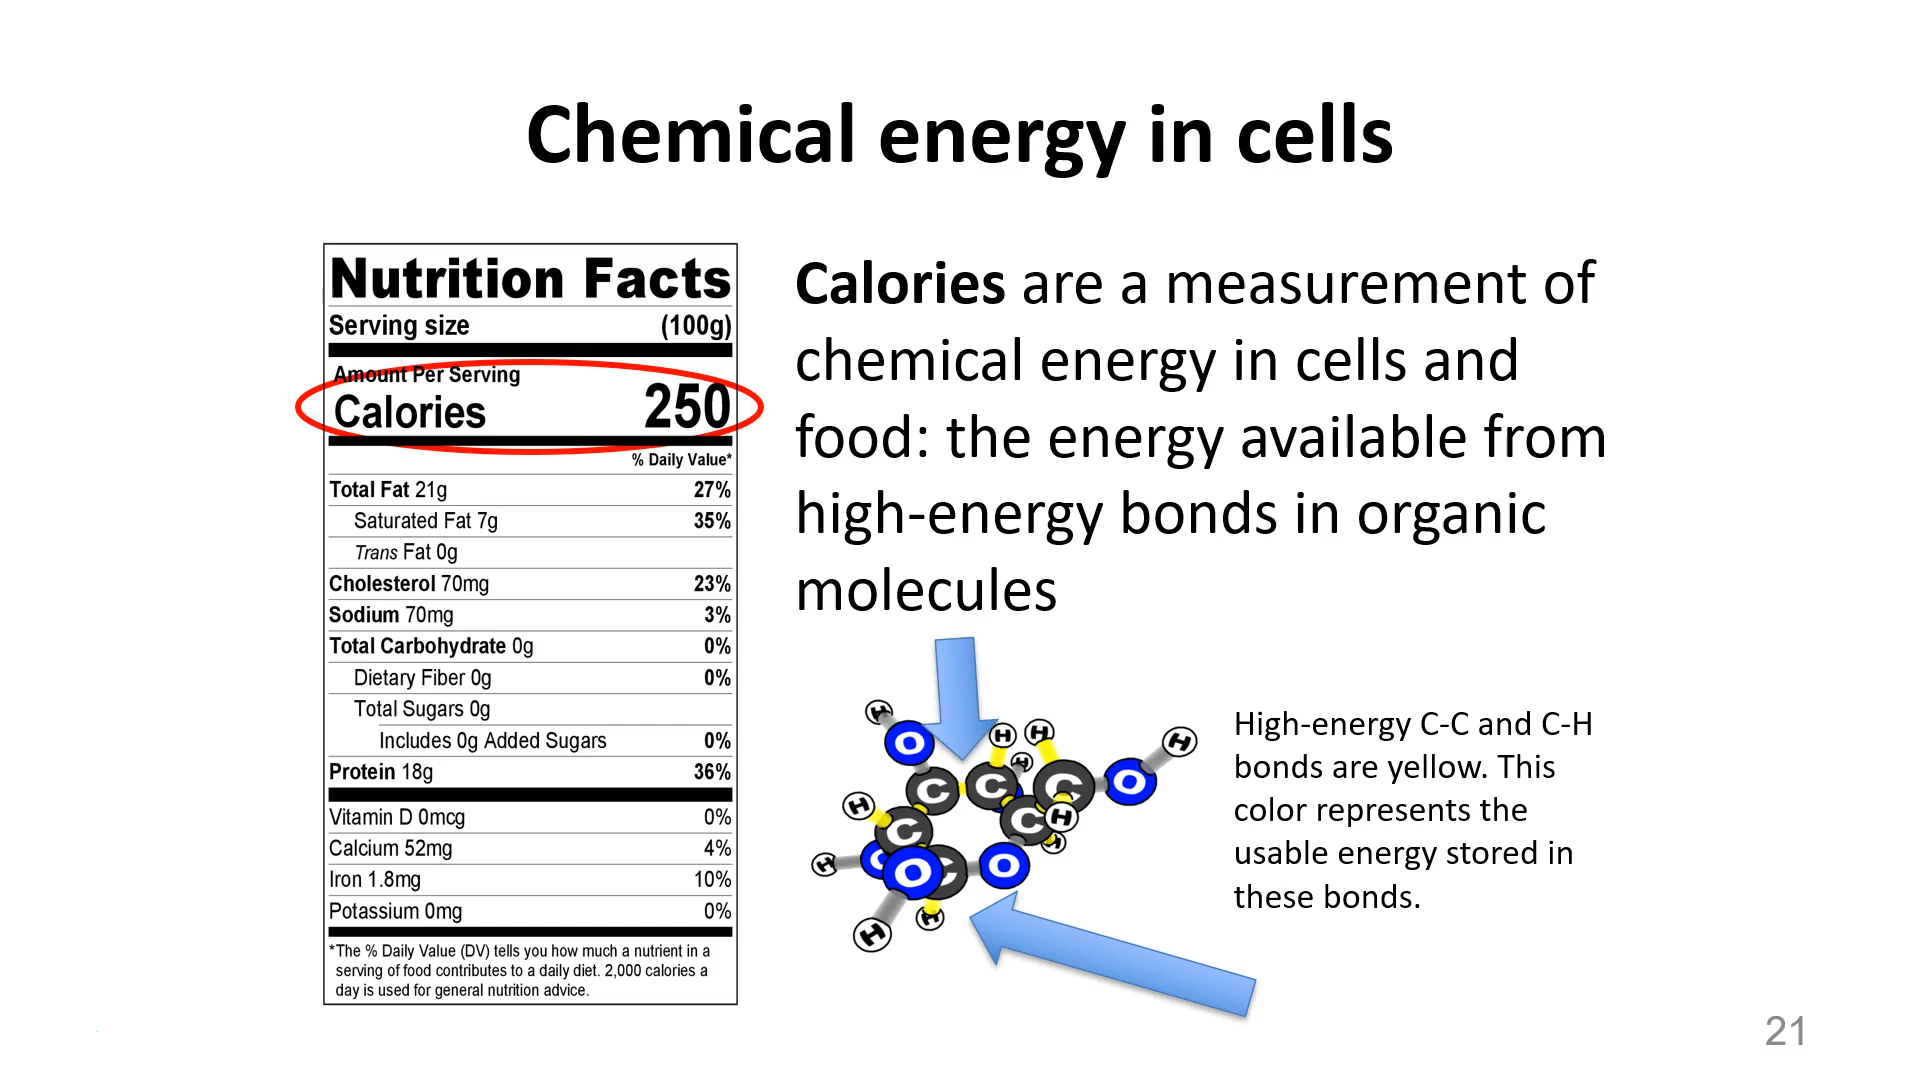 Chemical energy in cells
Nutrition Facts
Serving size (100g)
Amount Per Serving
Calories 250
% Daily Value*
Total Fat 21g 27%
Saturated Fat 7g 35%
Trans Fat 0g
Cholesterol 70mg 23%
Sodium 70mg 3%
Total Carbohydrate 0g 0%
Dietary Fiber 0g 0%
Total Sugars 0g
Includes 0g Added Sugars 0%
Protein 18g 36%
Vitamin D 0mcg 0%
Calcium 52mg 4%
Iron 1.8mg 10%
Potassium 0mg 0%
*The % Daily Value (DV) tells you how much a nutrient in a
serving of food contributes to a daily diet. 2,000 calories a
day is used for general nutrition advice.
Calories are a measurement of
chemical energy in cells and
food: the energy available from
high-energy bonds in organic
molecules
H
O
H
H
H
H
C
C
C
O
H
C
C
H
H
H
O
O
C
O
H
H
High-energy C-C and C-H
bonds are yellow. This
color represents the
usable energy stored in
these bonds.
21